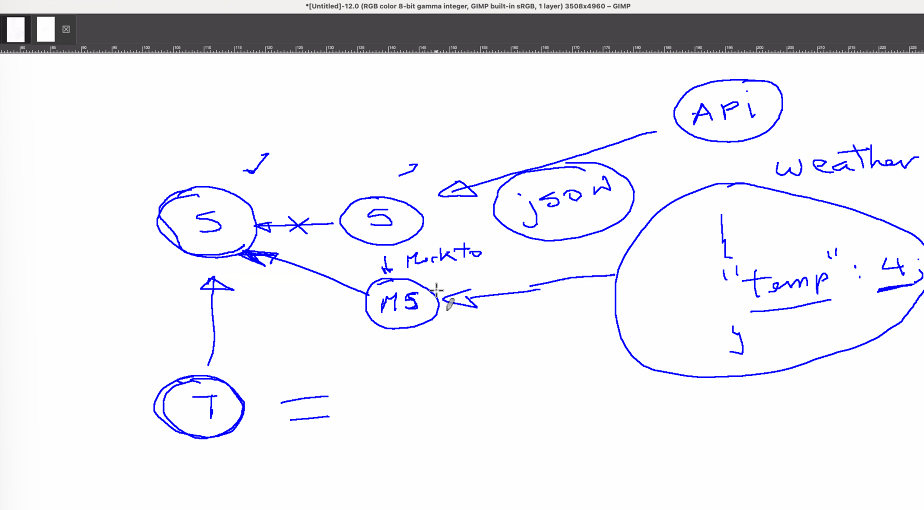 *[Untitled]-12.0 (RGB color 8-bit gamma integer, GIMP built-in sRGB, 1 layer) 3508x4960 – GIMP
API
weather
json
S
S
"temp" : 4
MS
T